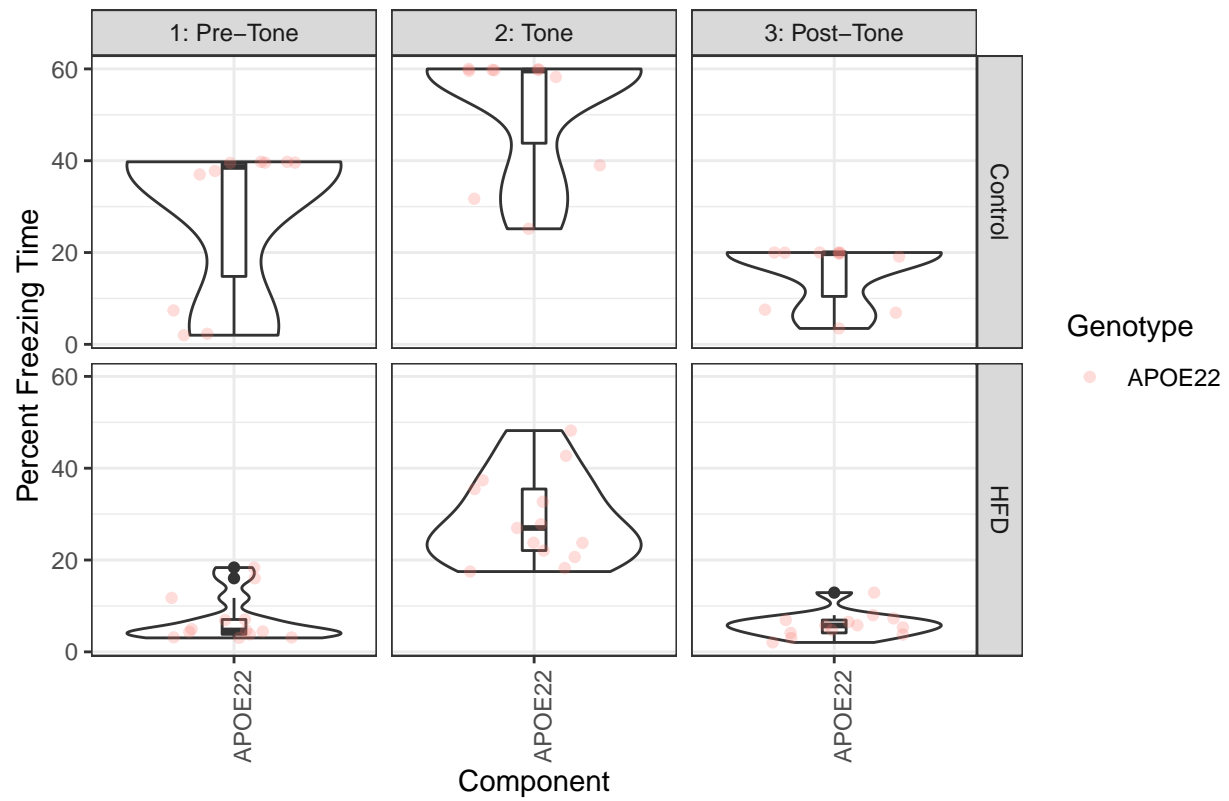 1: Pre−Tone
2: Tone
3: Post−Tone
60
40
20
0
Control
60
40
20
0
HFD
Percent Freezing Time
APOE22
APOE22
APOE22
Component
Genotype
APOE22